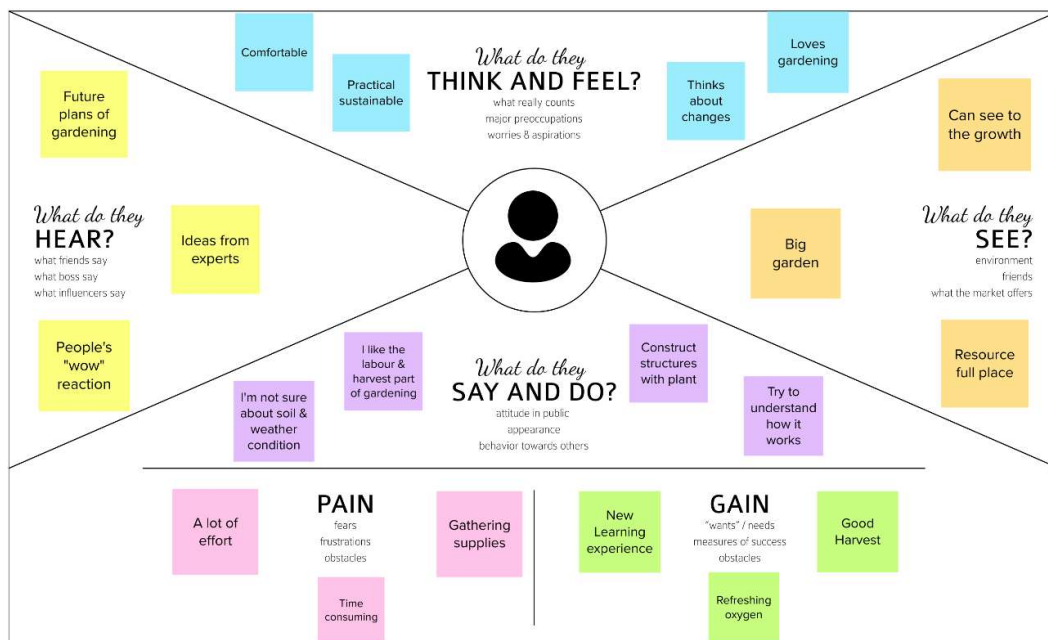 Comfortable
Practical
sustainable
What do they
THINK AND FEEL?
what really counts
major preoccupations
worries & aspirations
Thinks
about
changes
Loves
gardening
Future
plans of
gardening
What do they
HEAR?
what friends say
what boss say
what influencers say
Ideas from
experts
People's
"wow"
reaction
Can see to
the growth
Big
garden
What do they
SEE?
environment
friends
what the market offers
Resource
full place
I'm not sure
about soil &
weather
condition
I like the
labour &
harvest part
of gardening
What do they
SAY AND DO?
attitude in public
appearance
behavior towards others
Construct
structures
with plant
Try to
understand
how it
works
A lot of
effort
PAIN
fears
frustrations
obstacles
Time
consuming
Gathering
supplies
New
Learning
experience
GAIN
"wants" / needs
measures of success
obstacles
Refreshing
oxygen
Good
Harvest